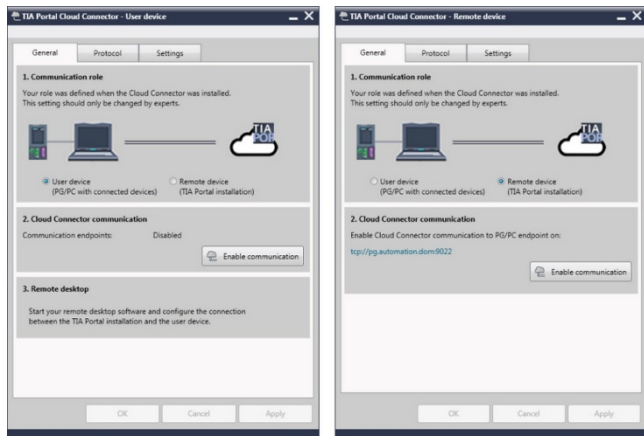 TIA Portal Cloud Connector - User device
General
Protocol
Settings
1. Communication role
Your role was defined when the Cloud Connector was installed.
This setting should only be changed by experts.
TIA
POR
User device
(PG/PC with connected devices)
Remote device
(TIA Portal installation)
2. Cloud Connector communication
Communication endpoints:
Disabled
Enable communication
3. Remote desktop
Start your remote desktop software and configure the connection
between the TIA Portal installation and the user device.
OK
Cancel
Apply
TIA Portal Cloud Connector - Remote device
General
Protocol
Settings
1. Communication role
Your role was defined when the Cloud Connector was installed.
This setting should only be changed by experts.
TIA
POR
User device
(PG/PC with connected devices)
Remote device
(TIA Portal installation)
2. Cloud Connector communication
Enable Cloud Connector communication to PG/PC endpoint on:
tcp://pg.automation.dom:9022
Enable communication
OK
Cancel
Apply